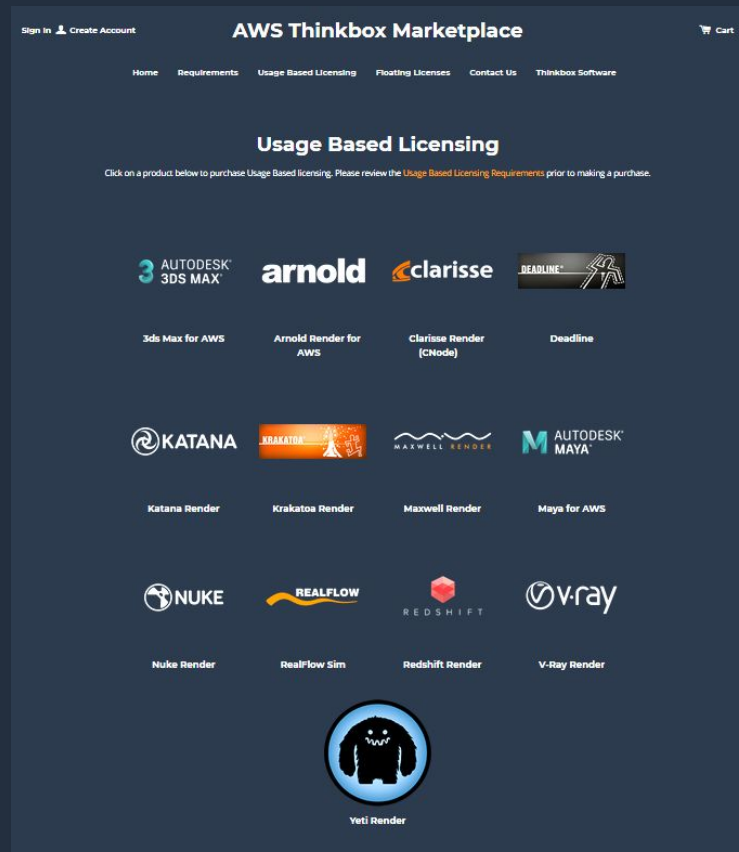 Sign In Create Account
AWS Thinkbox Marketplace
Cart
Home Requirements Usage Based Licensing Floating Licenses Contact Us Thinkbox Software
Usage Based Licensing
Click on a product below to purchase Usage Based licensing. Please review the Usage Based Licensing Requirements prior to making a purchase.
3 AUTODESK®
3DS MAX®
arnold
clarisse
DEADLINE®
3ds Max for AWS
Arnold Render for
AWS
Clarisse Render
(CNode)
Deadline
KATANA
KRAKATOA®
MAXWELL RENDER
M AUTODESK®
MAYA®
Katana Render
Krakatoa Render
Maxwell Render
Maya for AWS
NUKE
REALFLOW
REDSHIFT
v·ray
Nuke Render
RealFlow Sim
Redshift Render
V-Ray Render
Yeti Render